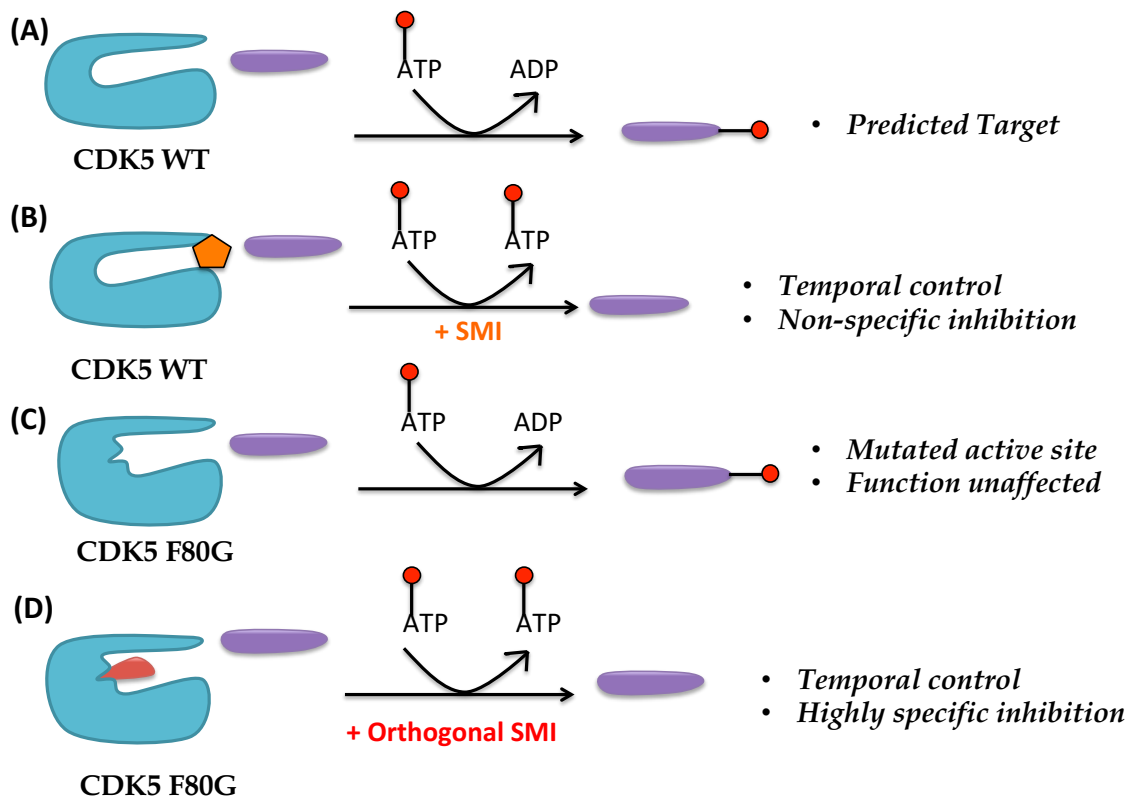 (A)
ATP ADP
CDK5 WT
• Predicted Target
(B)
ATP ATP
+ SMI
CDK5 WT
• Temporal control
• Non-specific inhibition
(C)
ATP ADP
CDK5 F80G
• Mutated active site
• Function unaffected
(D)
ATP ATP
+ Orthogonal SMI
CDK5 F80G
• Temporal control
• Highly specific inhibition